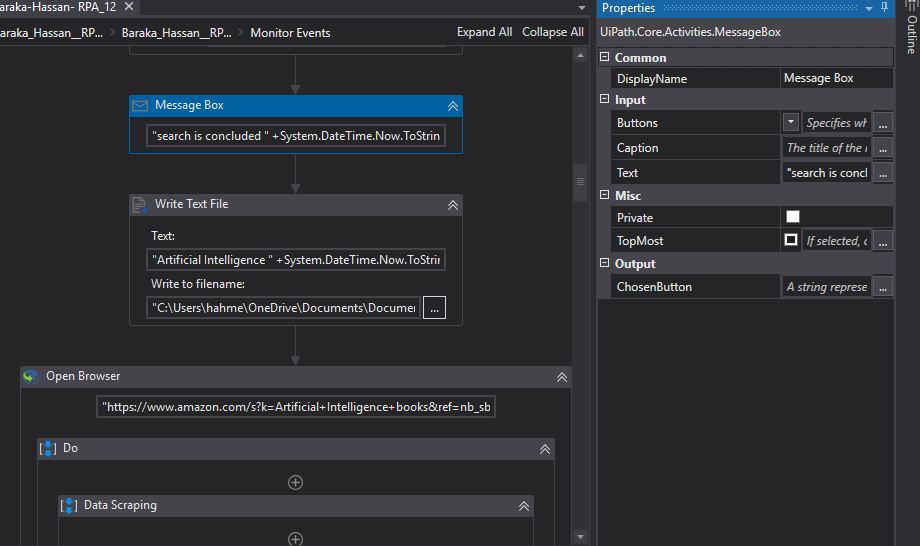 araka-Hassan- RPA_12
araka_Hassan__RP... > Baraka_Hassan__RP... > Monitor Events Expand All Collapse All
Message Box
"search is concluded " +System.DateTime.Now.ToStrin
Write Text File
Text:
"Artificial Intelligence " +System.DateTime.Now.ToStrin
Write to filename:
"C:\Users\hahme\OneDrive\Documents\Documen
...
Open Browser
"https://www.amazon.com/s?k=Artificial+Intelligence+books&ref=nb_sb
Do
Data Scraping
Properties
UiPath.Core.Activities.MessageBox
Common
DisplayName Message Box
Input
Buttons Specifies wh ...
Caption The title of the ...
Text "search is concl ...
Misc
Private
TopMost If selected, ...
Output
ChosenButton A string represe ...
Outline